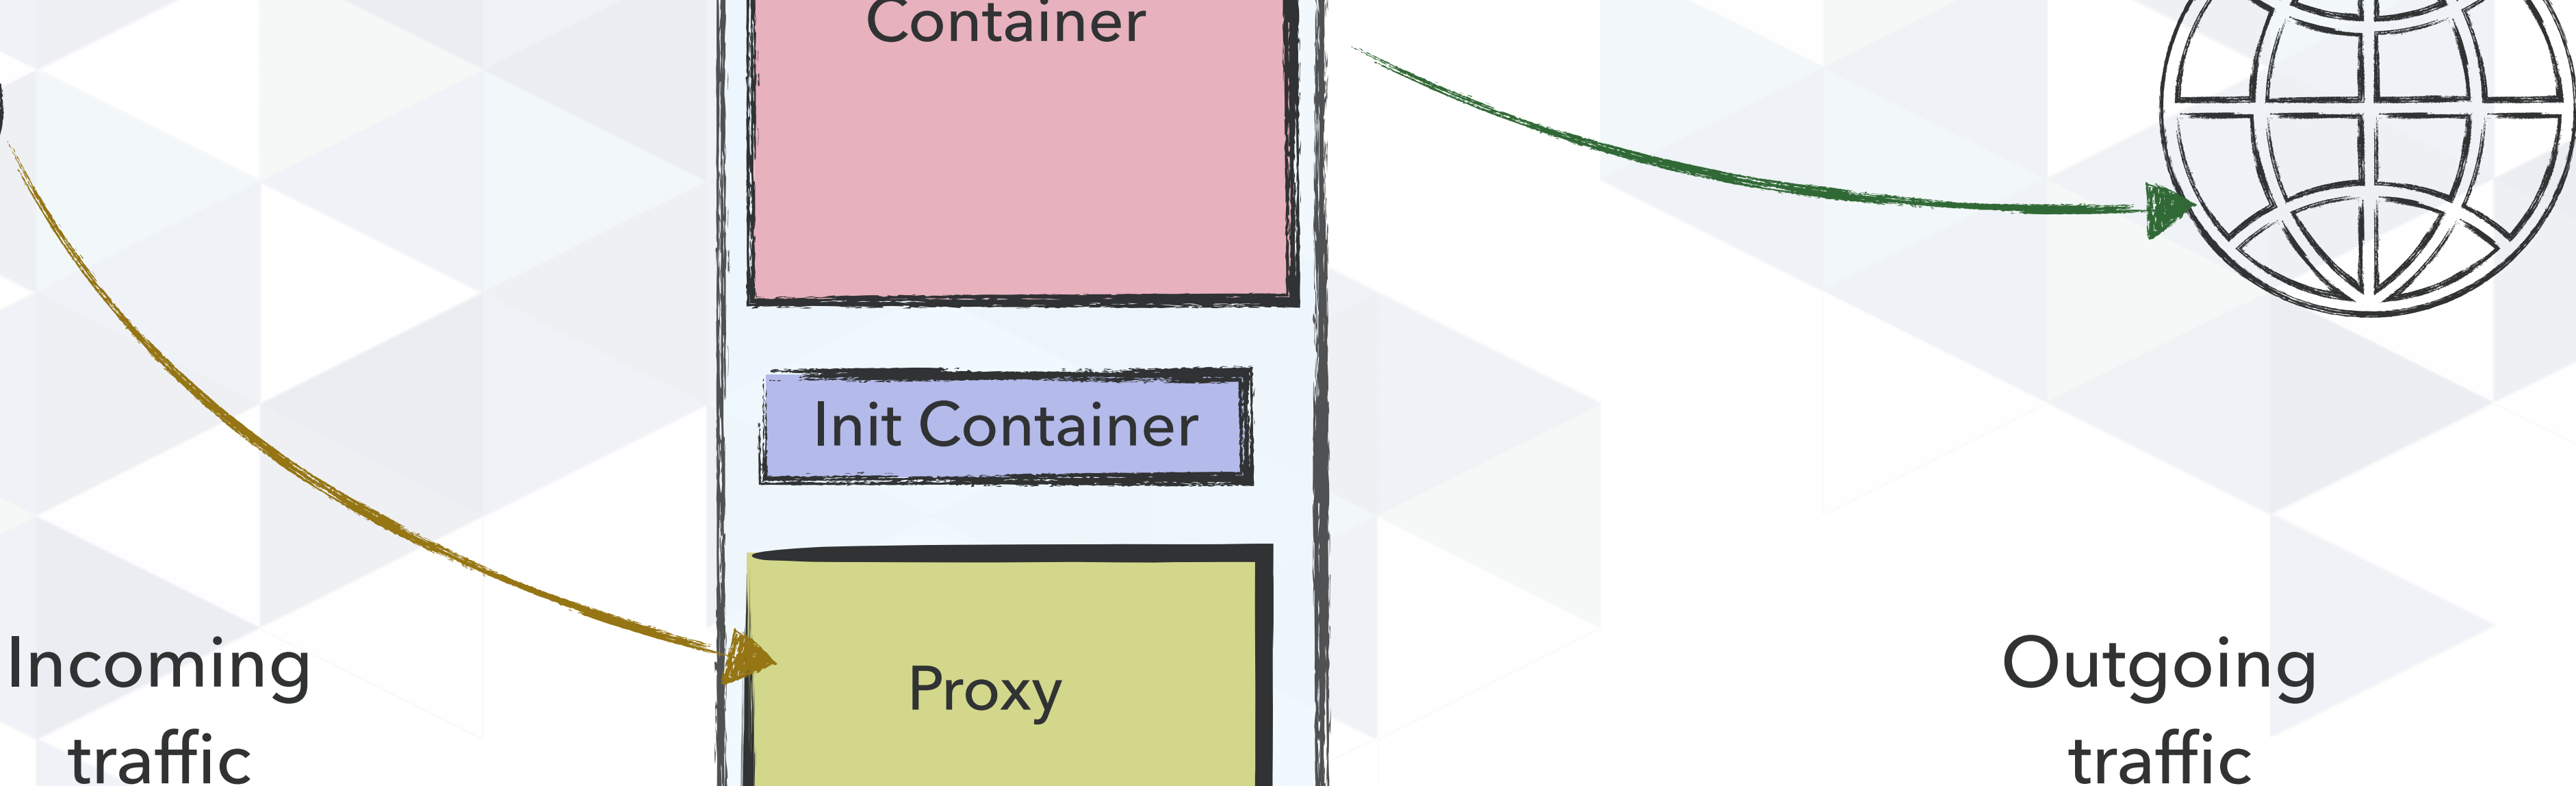 Container
Init Container
Proxy
Incoming
traffic
Outgoing
traffic